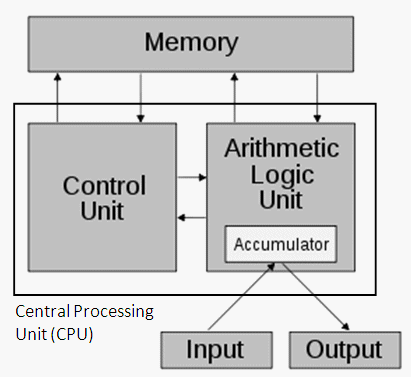 Memory
Control
Unit
Arithmetic
Logic
Unit
Accumulator
Central Processing
Unit (CPU)
Input
Output